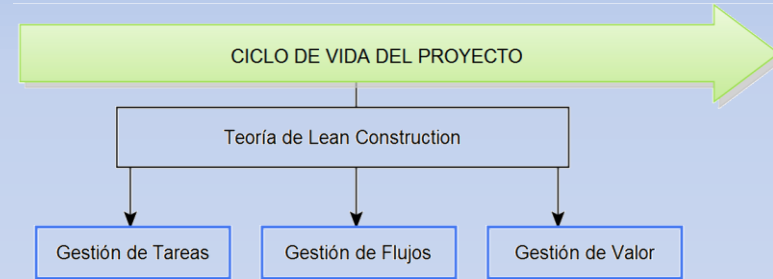 CICLO DE VIDA DEL PROYECTO
Teoría de Lean Construction
Gestión de Tareas
Gestión de Flujos
Gestión de Valor